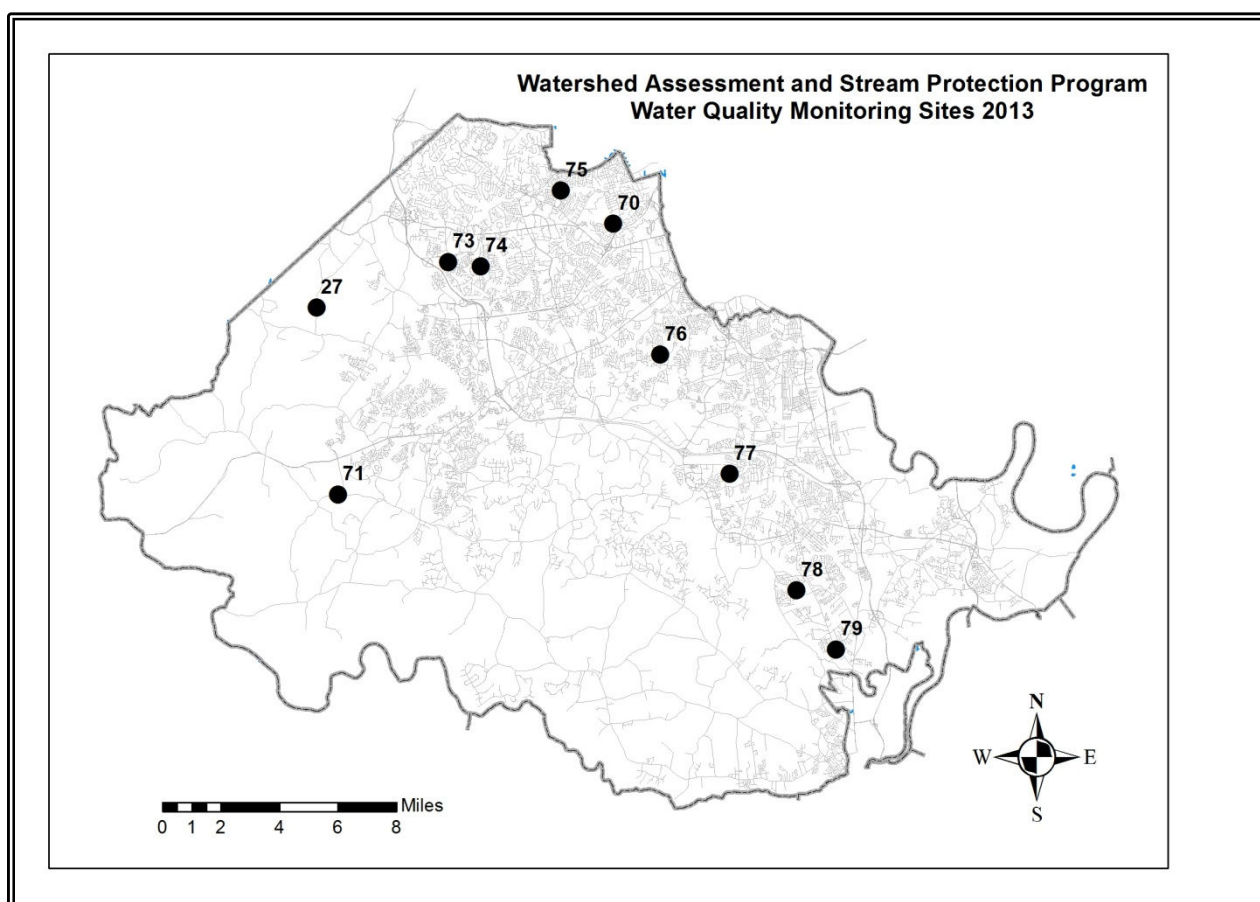 Watershed Assessment and Stream Protection Program
Water Quality Monitoring Sites 2013
75
70
73
74
27
76
77
71
78
79
N
W
E
S
Miles
0 1 2 4 6 8